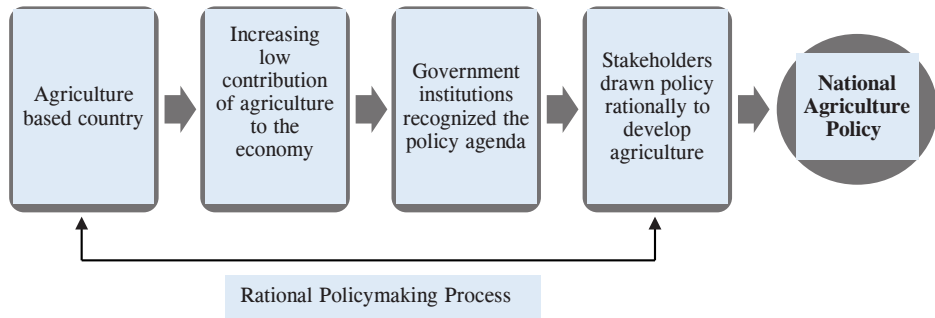 Agriculture
based country
Increasing
low
contribution
of agriculture
to the
economy
Government
institutions
recognized the
policy agenda
Stakeholders
drawn policy
rationally to
develop
agriculture
National
Agriculture
Policy
Rational Policymaking Process